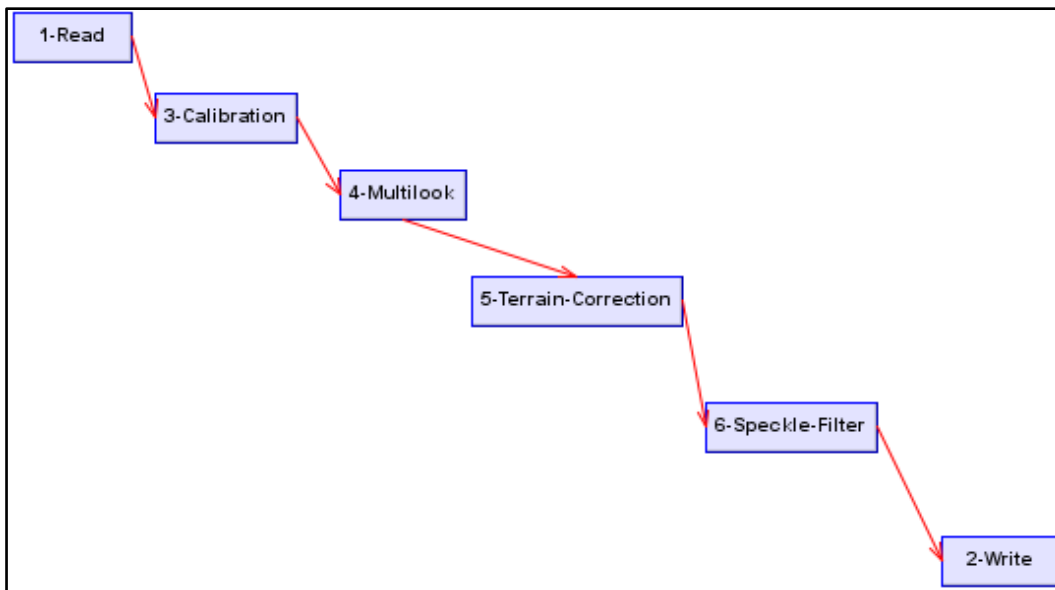 1-Read
3-Calibration
4-Multilook
5-Terrain-Correction
6-Speckle-Filter
2-Write